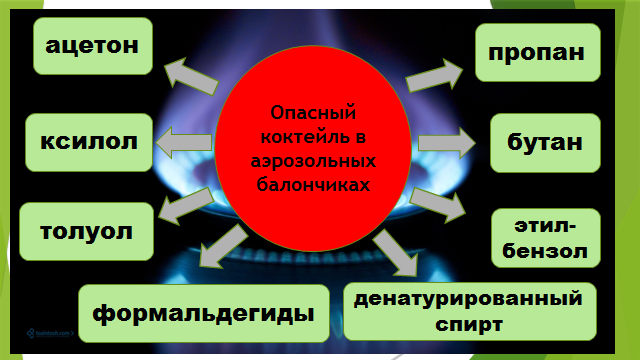 ацетон
пропан
Опасный
коктейль в
аэрозольных
балончиках
ксилол
бутан
толуол
этил-
бензол
формальдегиды
денатурированный
спирт